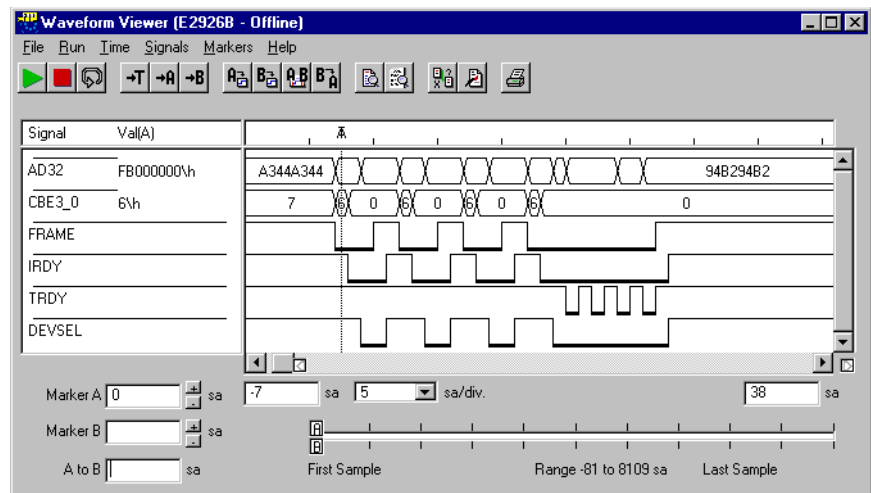 Waveform Viewer (E2926B - Offline)
File Run Time Signals Markers Help
→T →A →B A B A B B A
Signal Val(A)
AD32 FB000000\h A344A344 94B294B2
CBE3_0 6\h 7 6 0 6 0 6 0 6 0
FRAME
IRDY
TRDY
DEVSEL
Marker A 0 sa -7 sa 5 sa/div. 38 sa
Marker B sa A
B
A to B sa First Sample Range -81 to 8109 sa Last Sample